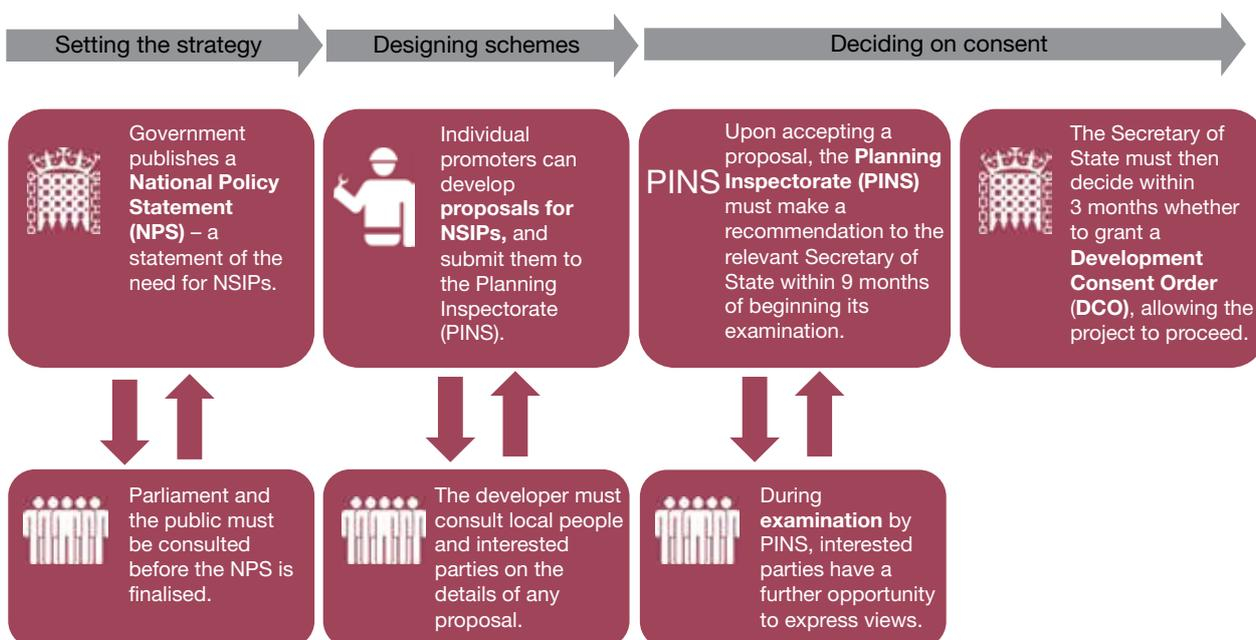 Setting the strategy
Designing schemes
Deciding on consent
Government
publishes a
National Policy
Statement
(NPS) – a
statement of the
need for NSIPs.
Individual
promoters can
develop
proposals for
NSIPs, and
submit them to
the Planning
Inspectorate
(PINS).
PINS
Upon accepting a
proposal, the Planning
Inspectorate (PINS)
must make a
recommendation to the
relevant Secretary of
State within 9 months
of beginning its
examination.
The Secretary of
State must then
decide within
3 months whether
to grant a
Development
Consent Order
(DCO), allowing the
project to proceed.
Parliament and
the public must
be consulted
before the NPS is
finalised.
The developer must
consult local people
and interested
parties on the
details of any
proposal.
During
examination by
PINS, interested
parties have a
further opportunity
to express views.